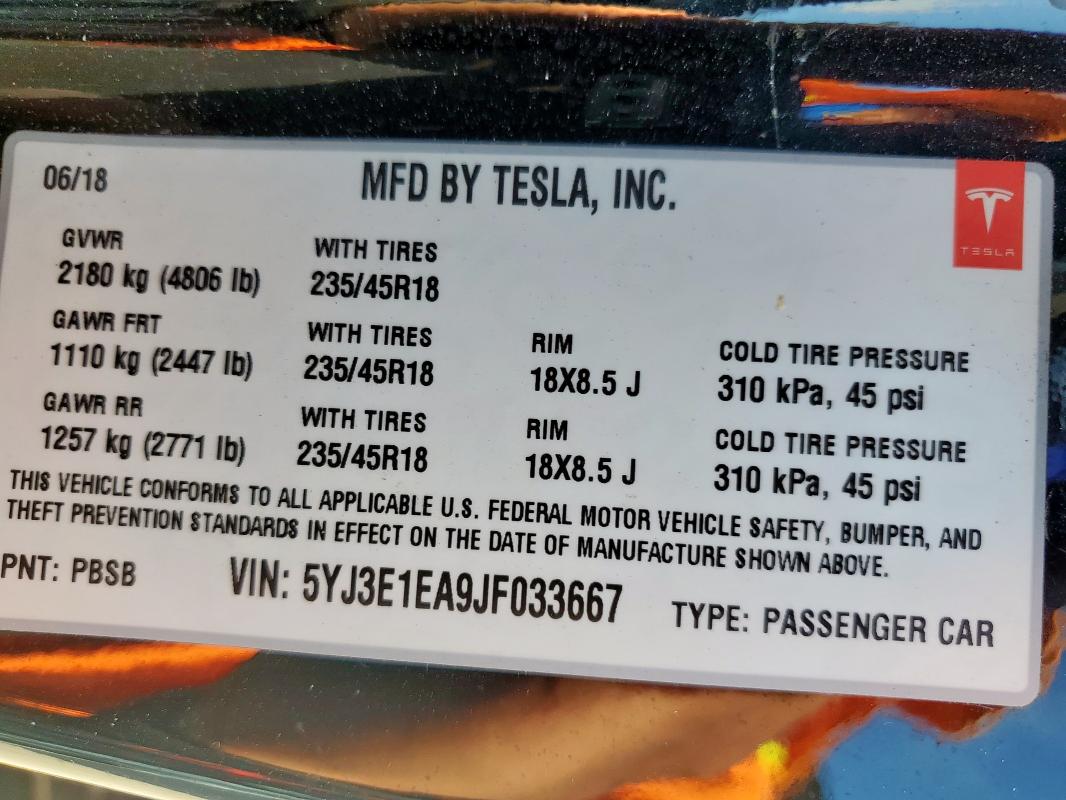 06/18
MFD BY TESLA, INC.
TESLA
GVWR
2180 kg (4806 lb)
WITH TIRES
235/45R18
GAWR FRT
1110 kg (2447 lb)
WITH TIRES
235/45R18
RIM
18X8.5 J
COLD TIRE PRESSURE
310 kPa, 45 psi
GAWR RR
1257 kg (2771 lb)
WITH TIRES
235/45R18
RIM
18X8.5 J
COLD TIRE PRESSURE
310 kPa, 45 psi
THIS VEHICLE CONFORMS TO ALL APPLICABLE U.S. FEDERAL MOTOR VEHICLE SAFETY, BUMPER, AND
THEFT PREVENTION STANDARDS IN EFFECT ON THE DATE OF MANUFACTURE SHOWN ABOVE.
PNT: PBSB
VIN: 5YJ3E1EA9JF033667
TYPE: PASSENGER CAR